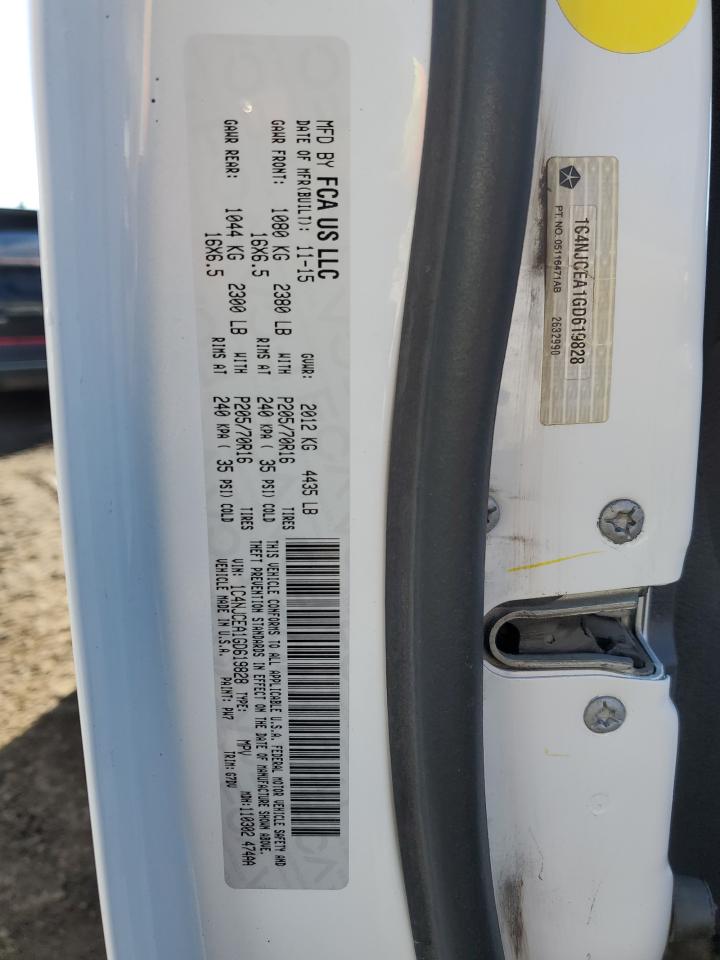 MFD BY FCA US LLC
DATE OF MFR(BUILT): 11-15 GVWR: 2012 KG 4435 LB
GAWR FRONT: 1080 KG 2380 LB WITH P205/70R16 TIRES
16X6.5 RIMS AT 240 KPA ( 35 PSI) COLD
GAWR REAR: 1044 KG 2300 LB WITH P205/70R16 TIRES
16X6.5 RIMS AT 240 KPA ( 35 PSI) COLD
THIS VEHICLE CONFORMS TO ALL APPLICABLE U.S.A. FEDERAL MOTOR VEHICLE SAFETY AND
THEFT PREVENTION STANDARDS IN EFFECT ON THE DATE OF MANUFACTURE SHOWN ABOVE.
VIN: 1C4NJCEA1GD619828 TYPE: MPV MDH:110302 474AA
VEHICLE MADE IN U.S.A. PAINT: PW7 TRIM: G7DV
1C4NJCEA1GD619828
PT. NO. 05116471AB 2632990